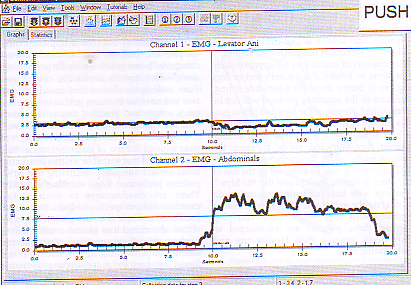 File Edit View Tools Window Tutorials Help
PUSH
Graphs Statistics
Channel 1 - EMG - Levator Ani
20.0
17.5
15.0
12.5
10.0
7.5
5.0
2.5
0.0
EMG
0.0 2.5 5.0 7.5 10.0 12.5 15.0 17.5 20.0
Seconds
Channel 2 - EMG - Abdominals
20.0
17.5
15.0
12.5
10.0
7.5
5.0
2.5
0.0
EMG
0.0 2.5 5.0 7.5 10.0 12.5 15.0 17.5 20.0
Seconds